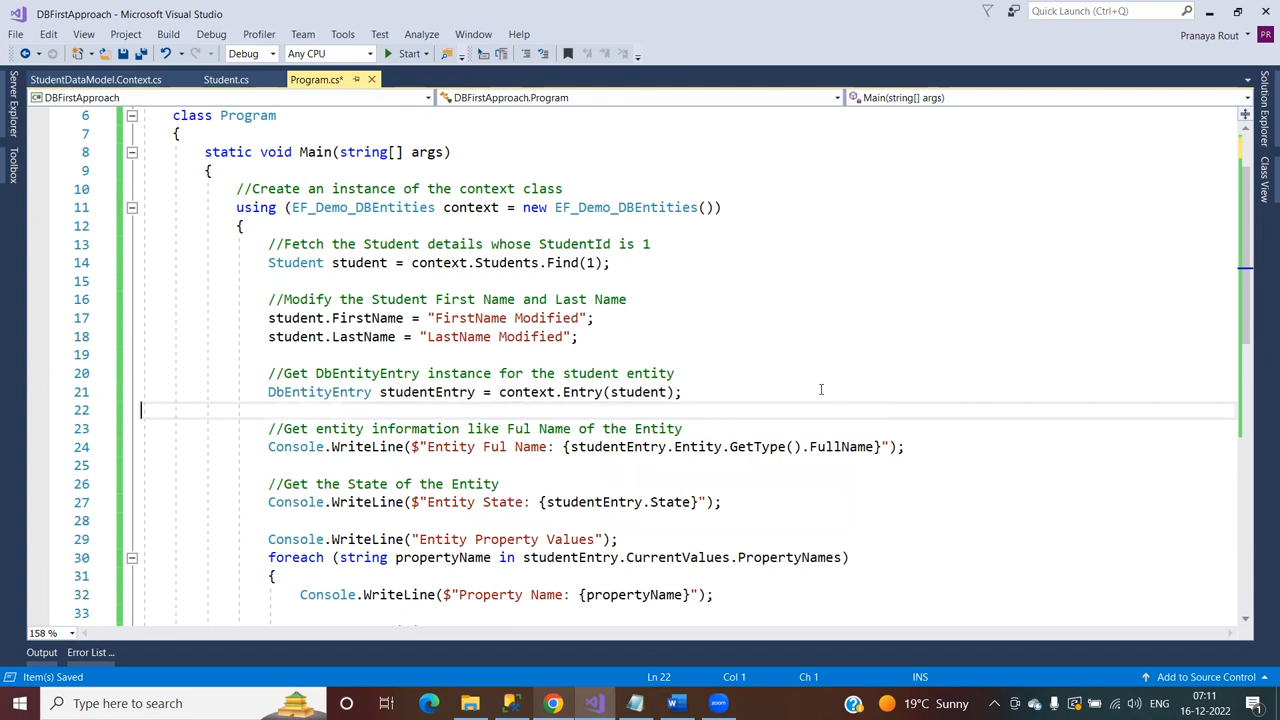 DBFirstApproach - Microsoft Visual Studio
Quick Launch (Ctrl+Q)
File Edit View Project Build Debug Profiler Team Tools Test Analyze Window Help
Pranaya Rout PR
Debug Any CPU Start
StudentDataModel.Context.cs Student.cs Program.cs*
DBFirstApproach DBFirstApproach.Program Main(string[] args)
Server Explorer
Toolbox
Solution Explorer
Class View
6 class Program
7 {
8 static void Main(string[] args)
9 {
10 //Create an instance of the context class
11 using (EF_Demo_DBEntities context = new EF_Demo_DBEntities())
12 {
13 //Fetch the Student details whose StudentId is 1
14 Student student = context.Students.Find(1);
15
16 //Modify the Student First Name and Last Name
17 student.FirstName = "FirstName Modified";
18 student.LastName = "LastName Modified";
19
20 //Get DbEntityEntry instance for the student entity
21 DbEntityEntry studentEntry = context.Entry(student);
22
23 //Get entity information like Ful Name of the Entity
24 Console.WriteLine($"Entity Ful Name: {studentEntry.Entity.GetType().FullName}");
25
26 //Get the State of the Entity
27 Console.WriteLine($"Entity State: {studentEntry.State}");
28
29 Console.WriteLine("Entity Property Values");
30 foreach (string propertyName in studentEntry.CurrentValues.PropertyNames)
31 {
32 Console.WriteLine($"Property Name: {propertyName}");
33
158 %
Output Error List ...
Item(s) Saved Ln 22 Col 1 Ch 1 INS Add to Source Control
Type here to search 19°C Sunny ENG 07:11
zoom
16-12-2022